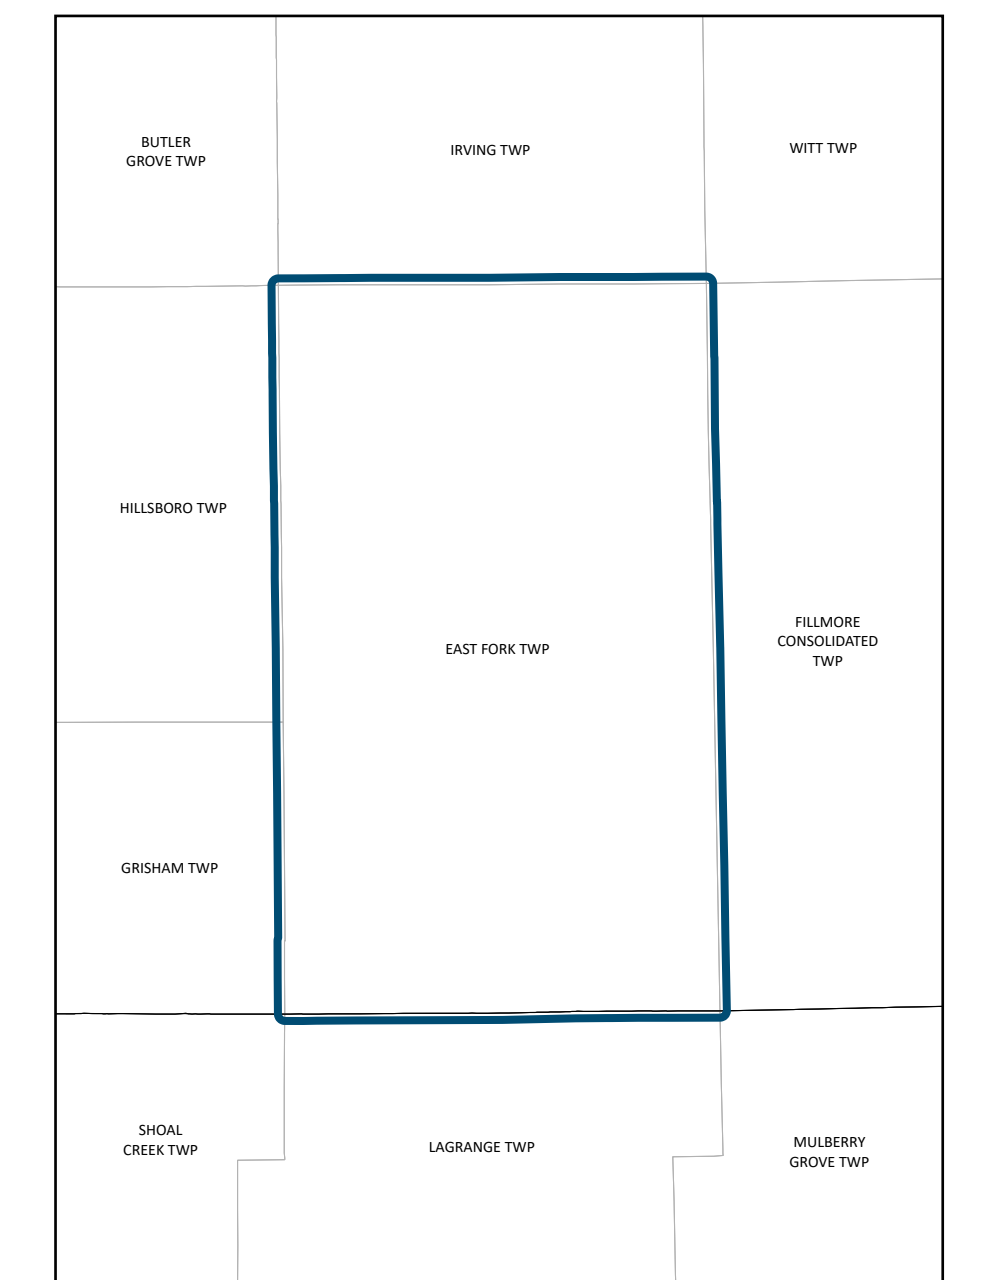 BUTLER
GROVE TWP
IRVING TWP
WITT TWP
HILLSBORO TWP
EAST FORK TWP
FILLMORE
CONSOLIDATED
TWP
GRISHAM TWP
SHOAL
CREEK TWP
LAGRANGE TWP
MULBERRY
GROVE TWP